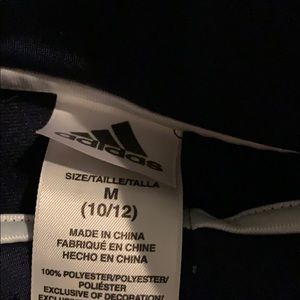 adidas
SIZE/TAILLE/TALLA
M
(10/12)
MADE IN CHINA
FABRIQUÉ EN CHINE
HECHO EN CHINA
100% POLYESTER/POLYESTER/
POLIÉSTER
EXCLUSIVE OF DECORATION/